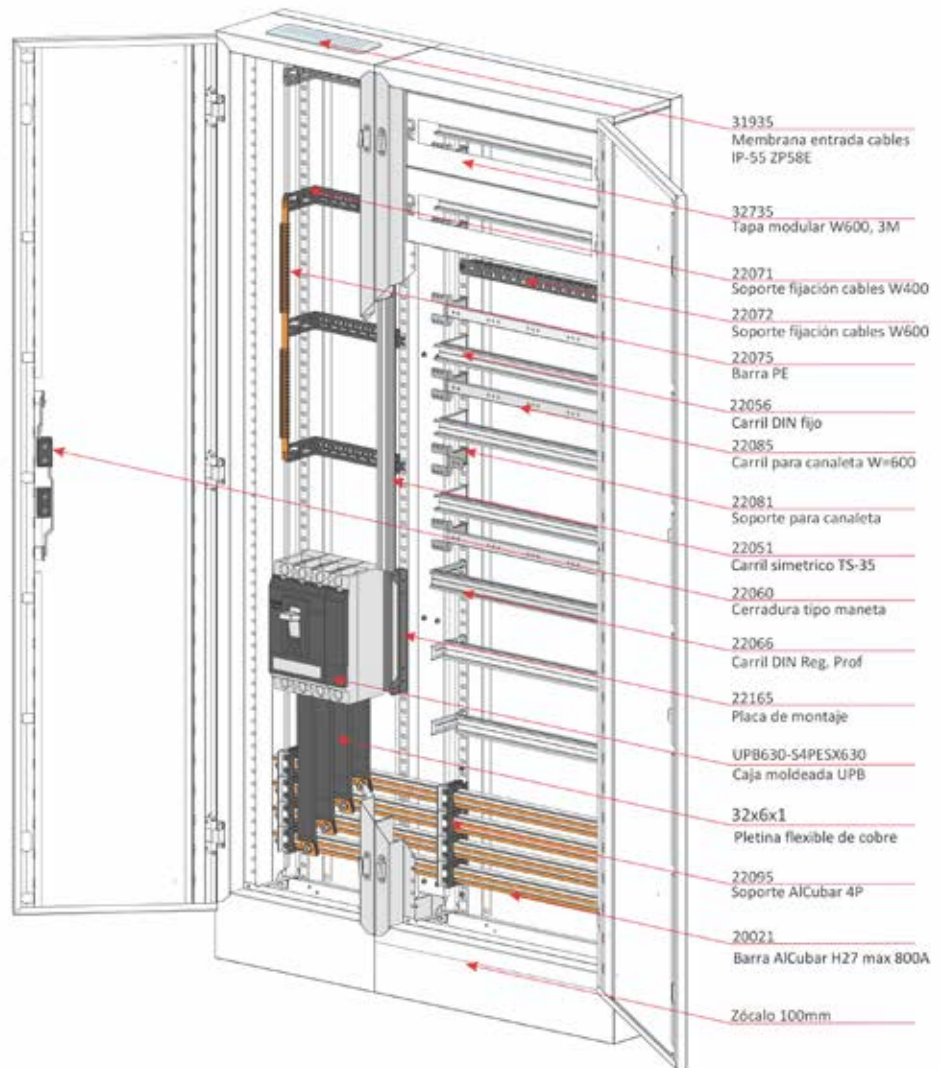 31935
Membrana entrada cables
IP-55 ZP58E
32735
Tapa modular W600, 3M
22071
Soporte fijación cables W400
22072
Soporte fijación cables W600
22075
Barra PE
22056
Carril DIN fijo
22085
Carril para canaleta W=600
22081
Soporte para canaleta
22051
Carril simetrico TS-35
22060
Cerradura tipo maneta
22066
Carril DIN Reg. Prof
22165
Placa de montaje
UPB630-S4PESX630
Caja moldeada UPB
32x6x1
Pletina flexible de cobre
22095
Soporte AlCubar 4P
20021
Barra AlCubar H27 max 800A
Zócalo 100mm